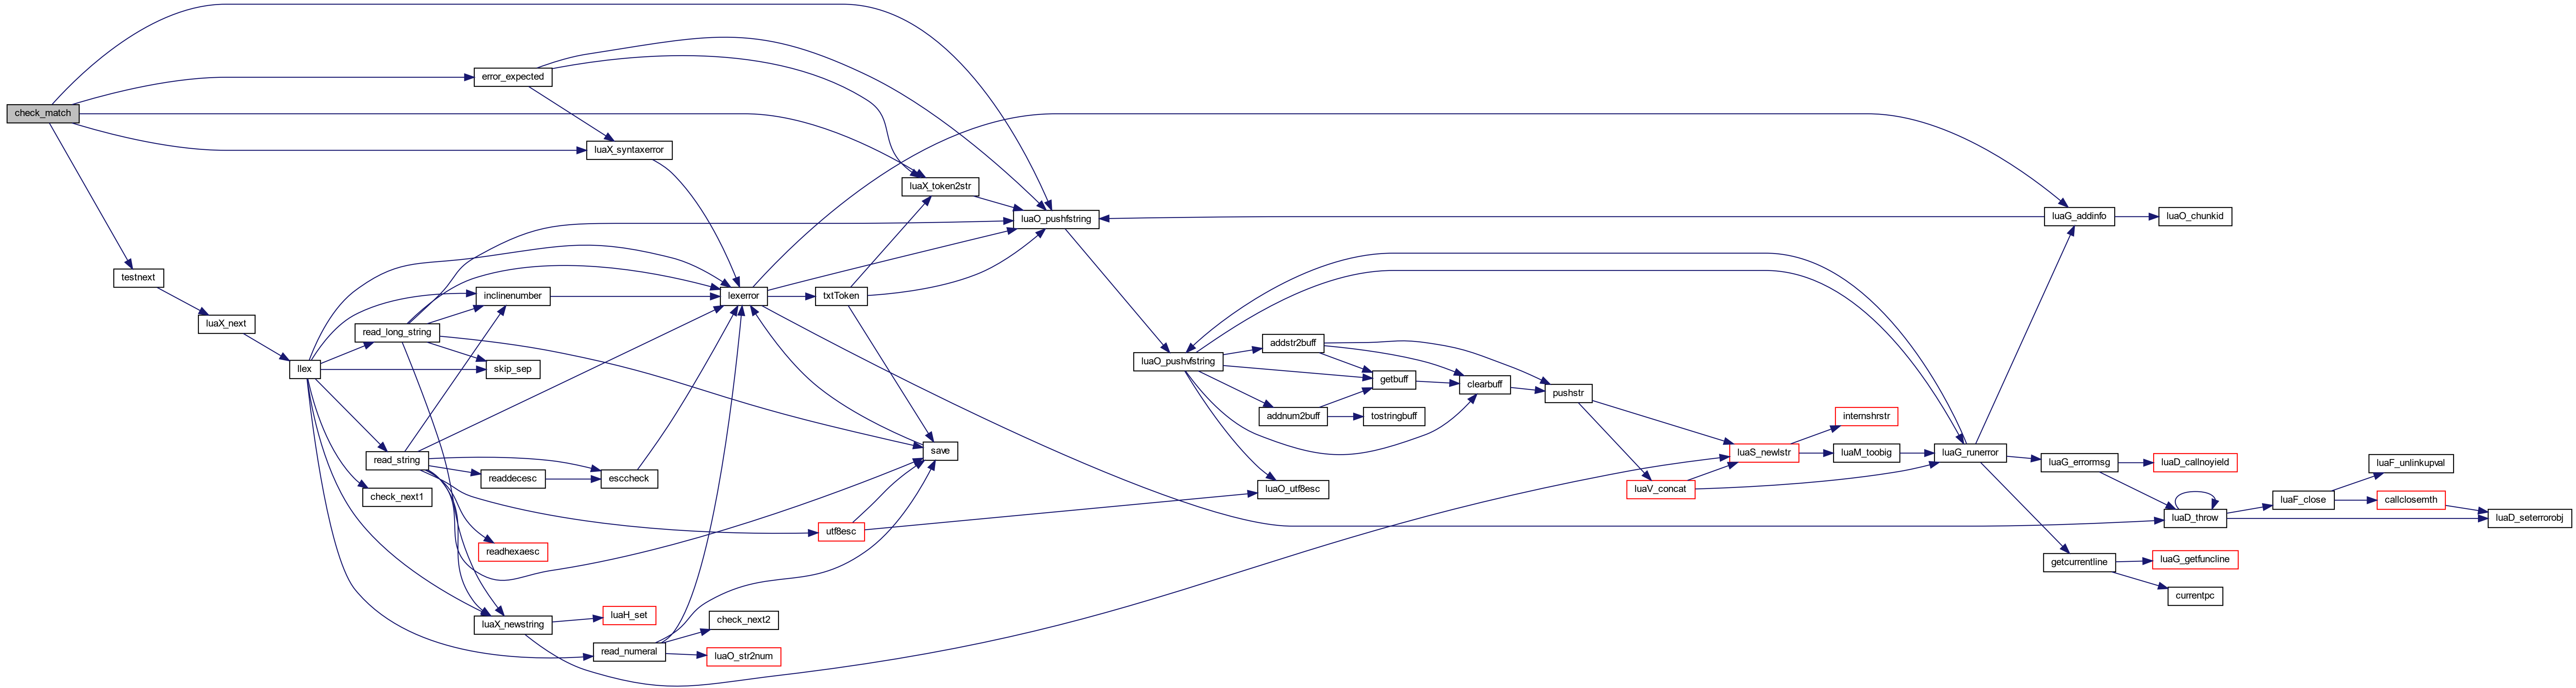 check_match
error_expected
luaX_syntaxerror
testnext
luaX_next
llex
read_long_string
inclinenumber
skip_sep
read_string
check_next1
readdecesc
esccheck
readhexaesc
luaX_newstring
luaH_set
read_numeral
check_next2
luaO_str2num
lexerror
txtToken
utf8esc
save
luaX_token2str
luaO_pushfstring
luaO_pushvfstring
addstr2buff
getbuff
addnum2buff
tostringbuff
luaO_utf8esc
clearbuff
pushstr
luaV_concat
luaS_newlstr
internshrstr
luaM_toobig
luaG_runerror
luaG_addinfo
luaO_chunkid
luaG_errormsg
luaD_callnoyield
luaD_throw
getcurrentline
luaG_getfuncline
currentpc
luaF_close
luaF_unlinkupval
callclosemth
luaD_seterrorobj